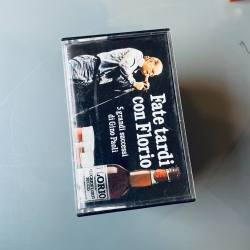 Fate tardi
con Florio
5 grandi successi
di Gino Paoli
FLORIO